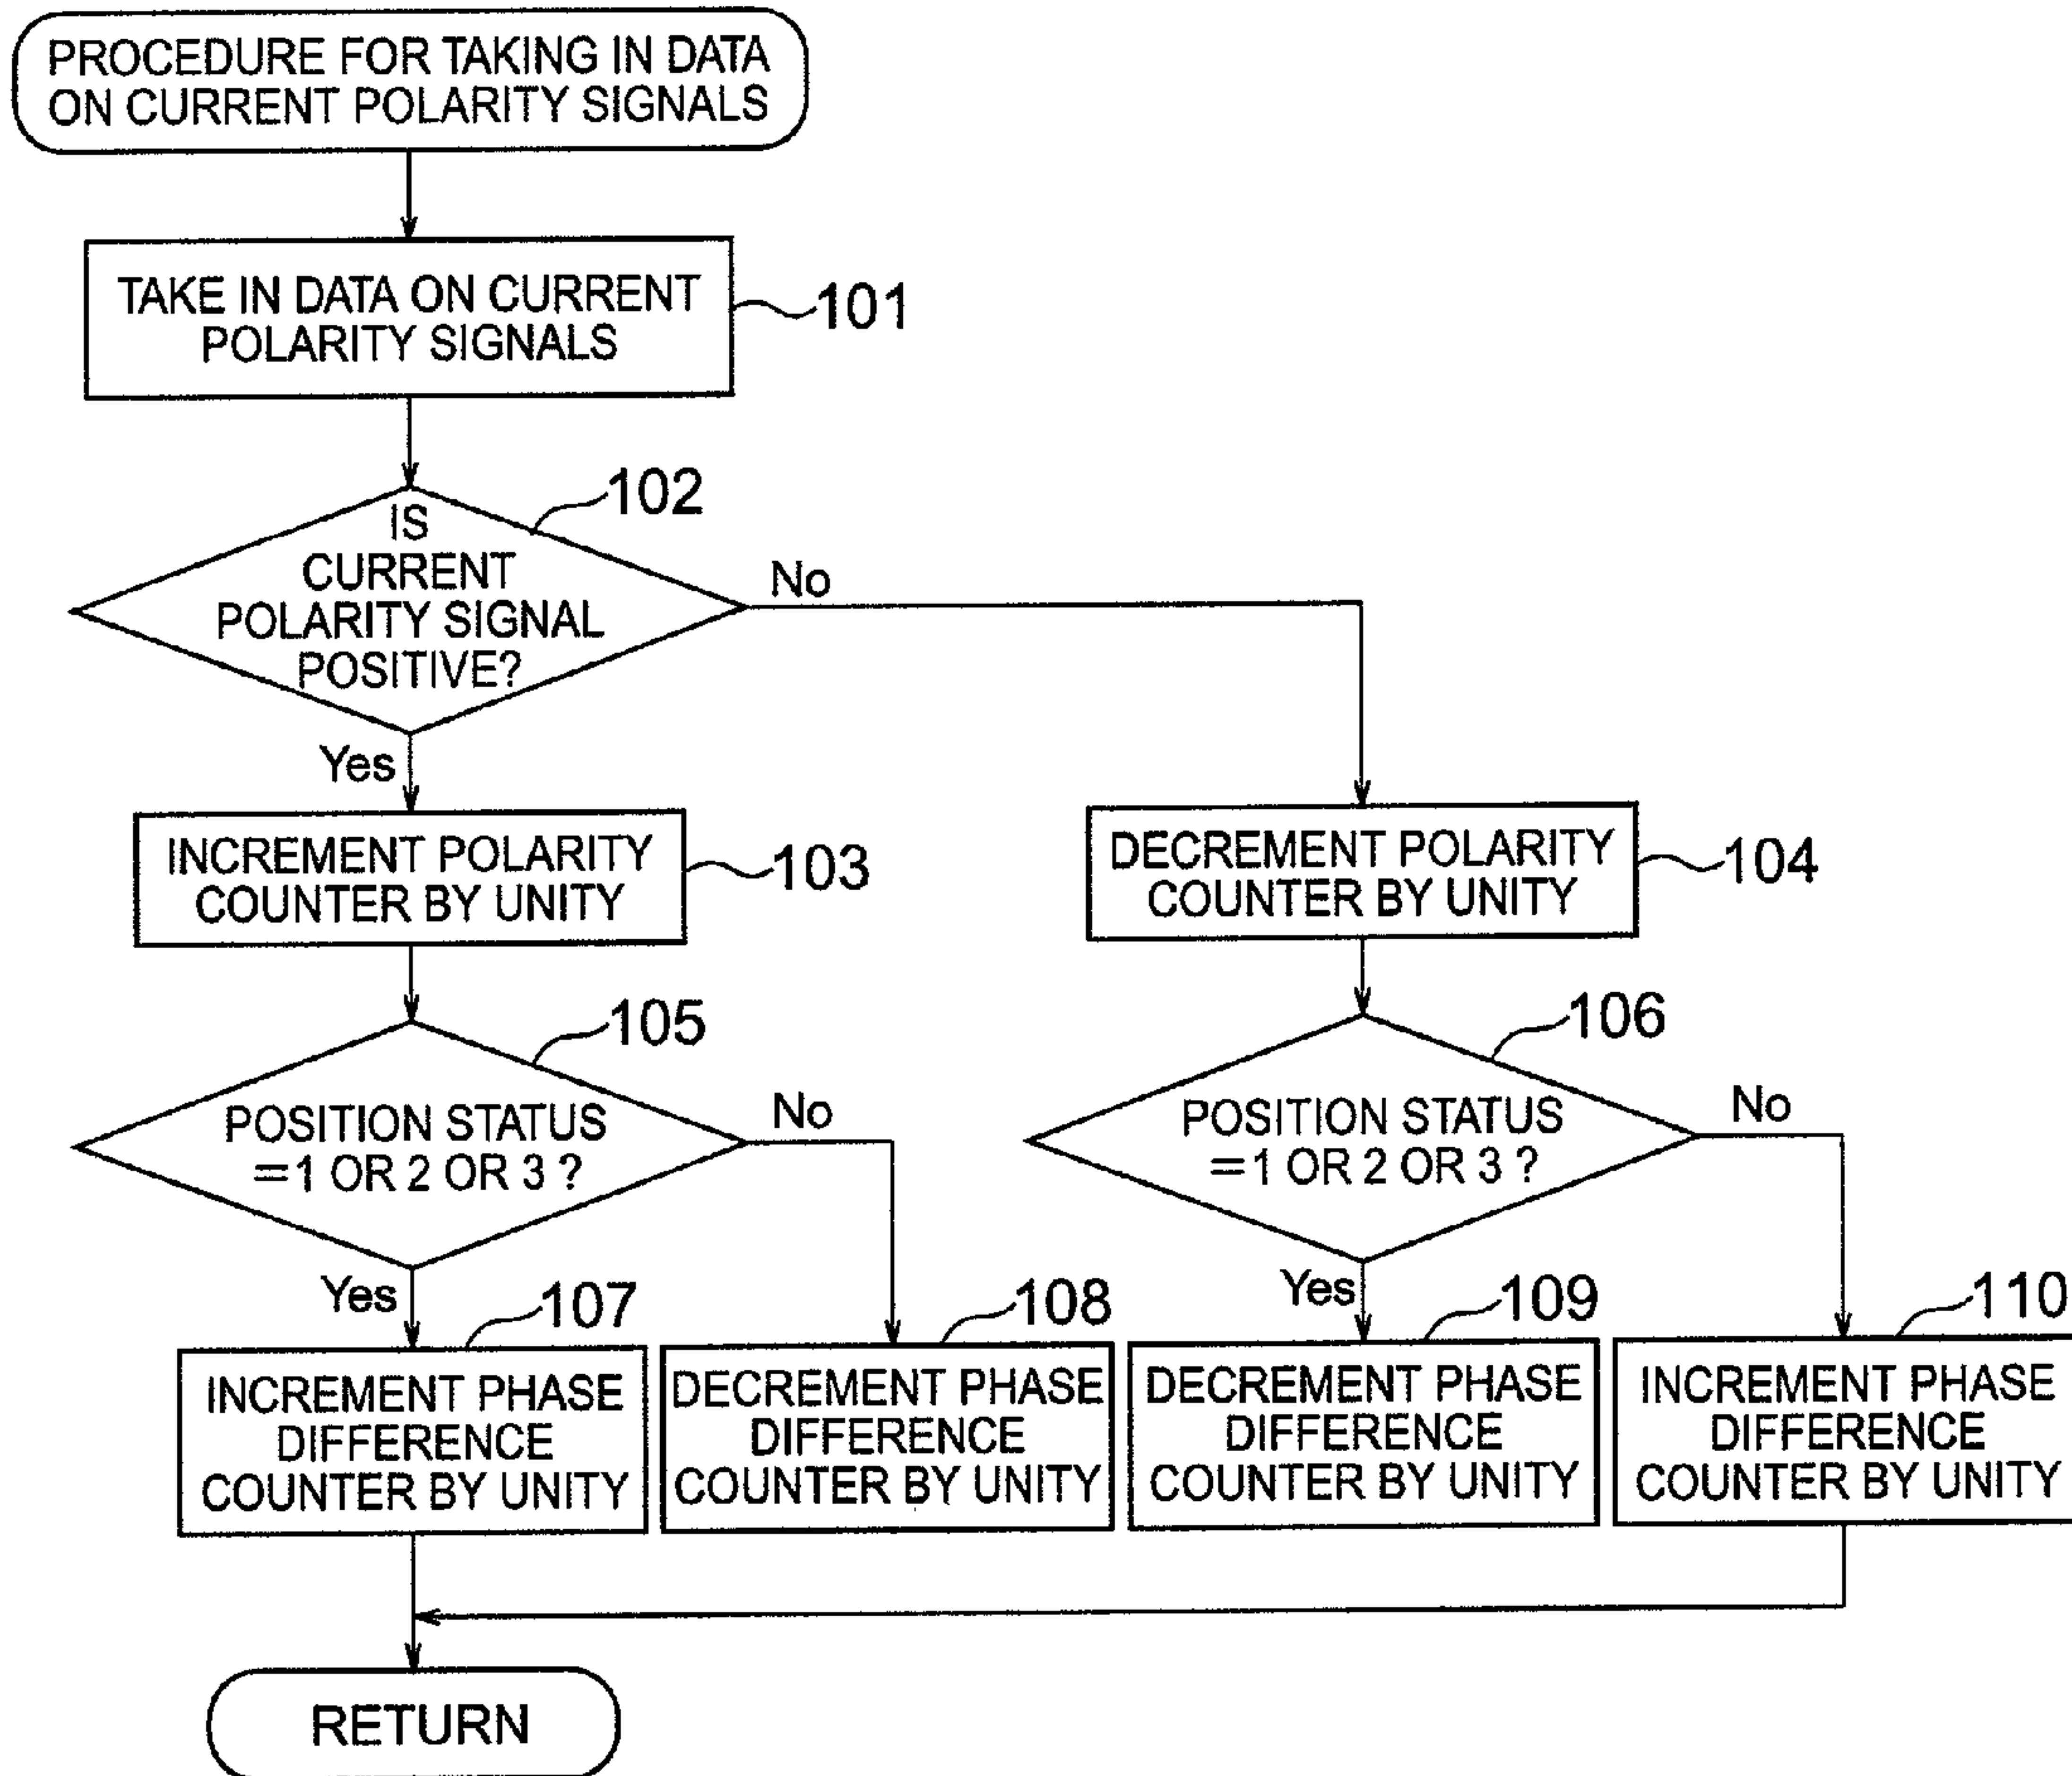 PROCEDURE FOR TAKING IN DATA
ON CURRENT POLARITY SIGNALS
TAKE IN DATA ON CURRENT
POLARITY SIGNALS
101
102
IS
CURRENT
POLARITY SIGNAL
POSITIVE?
No
Yes
INCREMENT POLARITY
COUNTER BY UNITY
103
DECREMENT POLARITY
COUNTER BY UNITY
104
105
POSITION STATUS
=1 OR 2 OR 3 ?
No
Yes
106
POSITION STATUS
=1 OR 2 OR 3 ?
No
Yes
107
INCREMENT PHASE
DIFFERENCE
COUNTER BY UNITY
108
DECREMENT PHASE
DIFFERENCE
COUNTER BY UNITY
109
DECREMENT PHASE
DIFFERENCE
COUNTER BY UNITY
110
INCREMENT PHASE
DIFFERENCE
COUNTER BY UNITY
RETURN